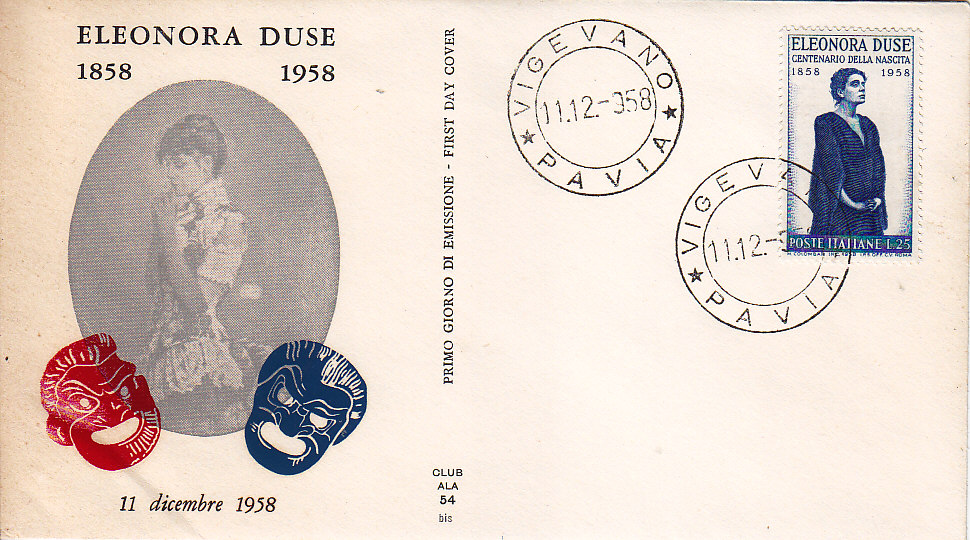 ELEONORA DUSE
1858 1958
11 dicembre 1958
PRIMO GIORNO DI EMISSIONE - FIRST DAY COVER
CLUB
ALA
54
bis
VIGEVANO
11.12.-958
PAVIA
ELEONORA DUSE
CENTENARIO DELLA NASCITA
1858 1958
POSTE ITALIANE L.25
VIGEVA
11.12.-
PAVIA